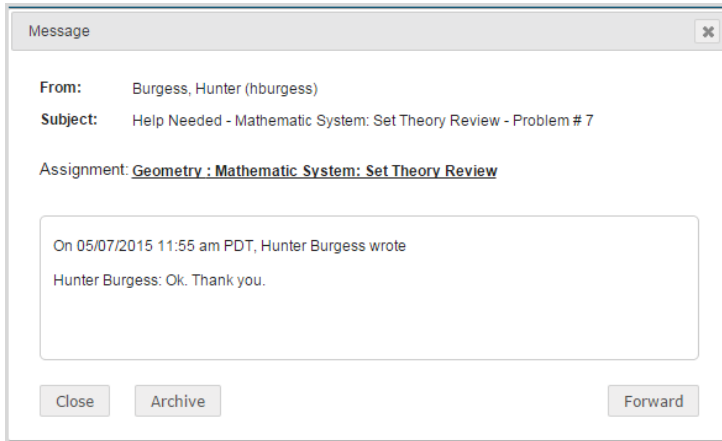 Message
From: Burgess, Hunter (hburgess)
Subject: Help Needed - Mathematic System: Set Theory Review - Problem # 7
Assignment: Geometry : Mathematic System: Set Theory Review
On 05/07/2015 11:55 am PDT, Hunter Burgess wrote
Hunter Burgess: Ok. Thank you.
Close Archive Forward